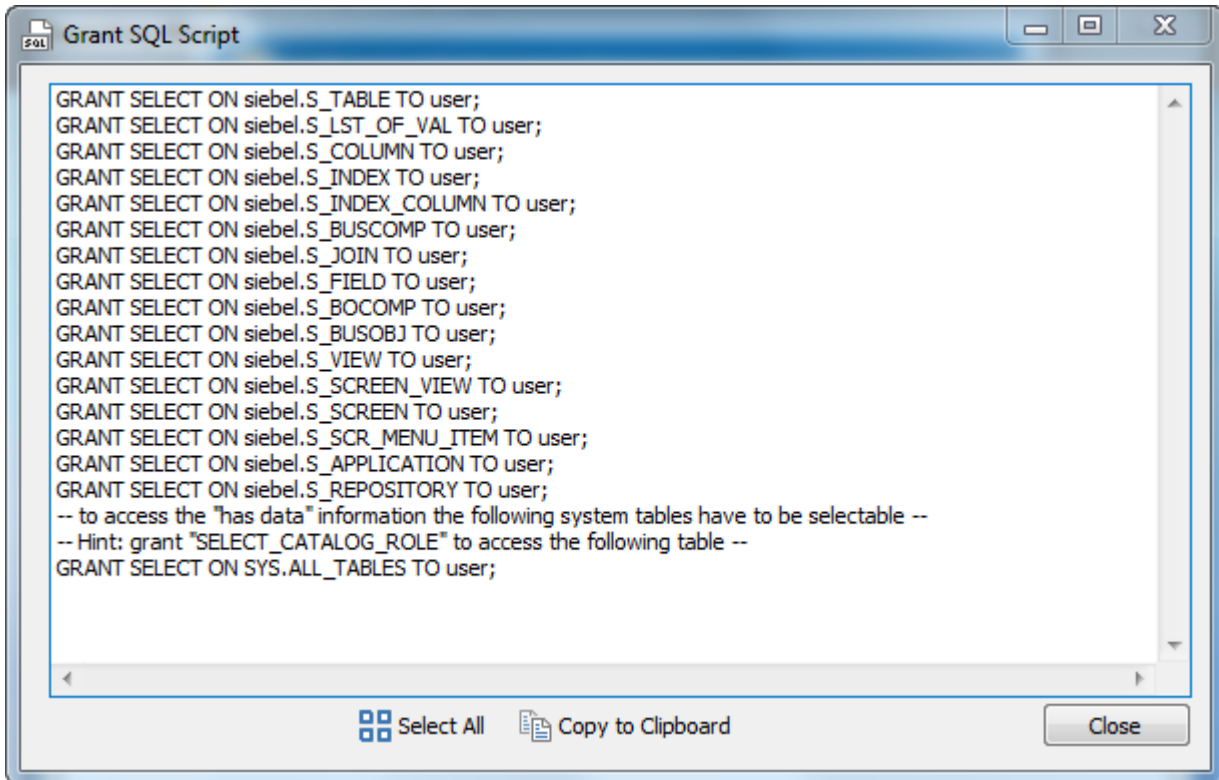 SQL Grant SQL Script
GRANT SELECT ON siebel.S_TABLE TO user;
GRANT SELECT ON siebel.S_LST_OF_VAL TO user;
GRANT SELECT ON siebel.S_COLUMN TO user;
GRANT SELECT ON siebel.S_INDEX TO user;
GRANT SELECT ON siebel.S_INDEX_COLUMN TO user;
GRANT SELECT ON siebel.S_BUSCOMP TO user;
GRANT SELECT ON siebel.S_JOIN TO user;
GRANT SELECT ON siebel.S_FIELD TO user;
GRANT SELECT ON siebel.S_BOCOMP TO user;
GRANT SELECT ON siebel.S_BUSOBJ TO user;
GRANT SELECT ON siebel.S_VIEW TO user;
GRANT SELECT ON siebel.S_SCREEN_VIEW TO user;
GRANT SELECT ON siebel.S_SCREEN TO user;
GRANT SELECT ON siebel.S_SCR_MENU_ITEM TO user;
GRANT SELECT ON siebel.S_APPLICATION TO user;
GRANT SELECT ON siebel.S_REPOSITORY TO user;
-- to access the "has data" information the following system tables have to be selectable --
-- Hint: grant "SELECT_CATALOG_ROLE" to access the following table --
GRANT SELECT ON SYS.ALL_TABLES TO user;
Select All Copy to Clipboard Close